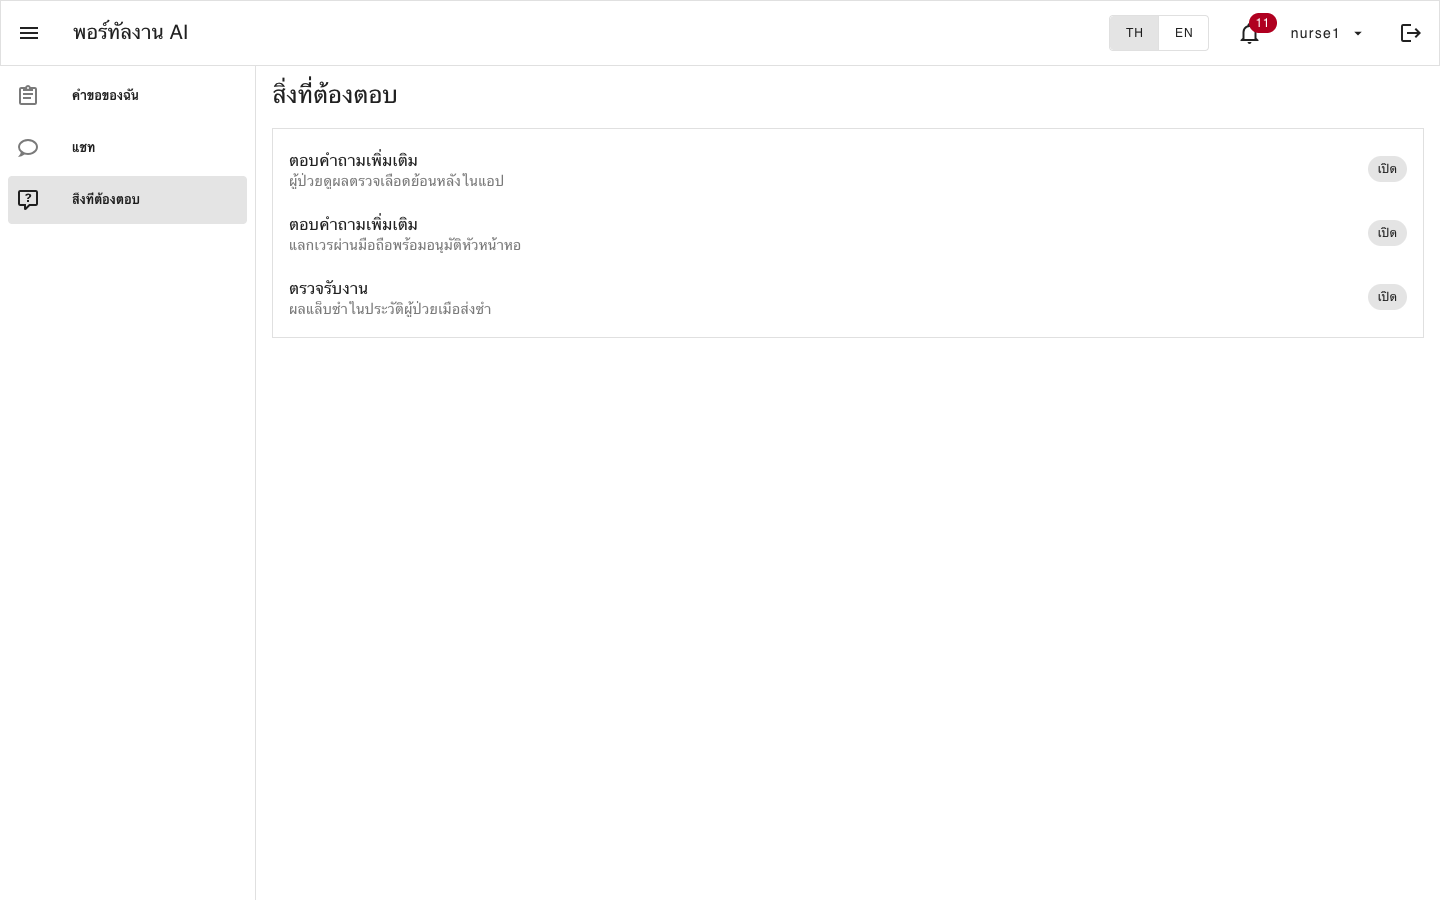 พอร์ทัลงาน AI
TH
EN
11
nurse1
คำขอของฉัน
แชท
สิ่งที่ต้องตอบ
สิ่งที่ต้องตอบ
ตอบคำถามเพิ่มเติม
ผู้ป่วยดูผลตรวจเลือดย้อนหลังในแอป
เปิด
ตอบคำถามเพิ่มเติม
แลกเวรผ่านมือถือพร้อมอนุมัติหัวหน้าหอ
เปิด
ตรวจรับงาน
ผลแล็บซ้ำในประวัติผู้ป่วยเมื่อส่งซ้ำ
เปิด